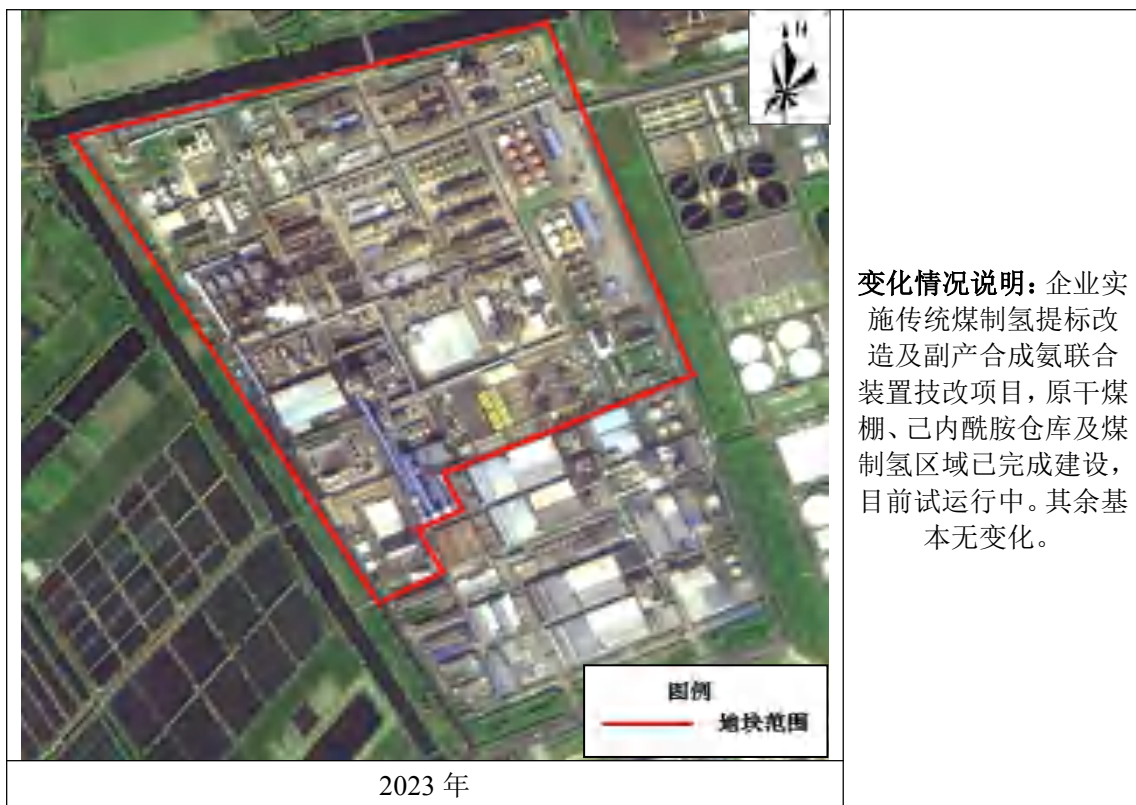 图例
地块范围
2023 年
变化情况说明：企业实
施传统煤制氢提标改
造及副产合成氨联合
装置技改项目，原干煤
棚、己内酰胺仓库及煤
制氢区域已完成建设，
目前试运行中。其余基
本无变化。